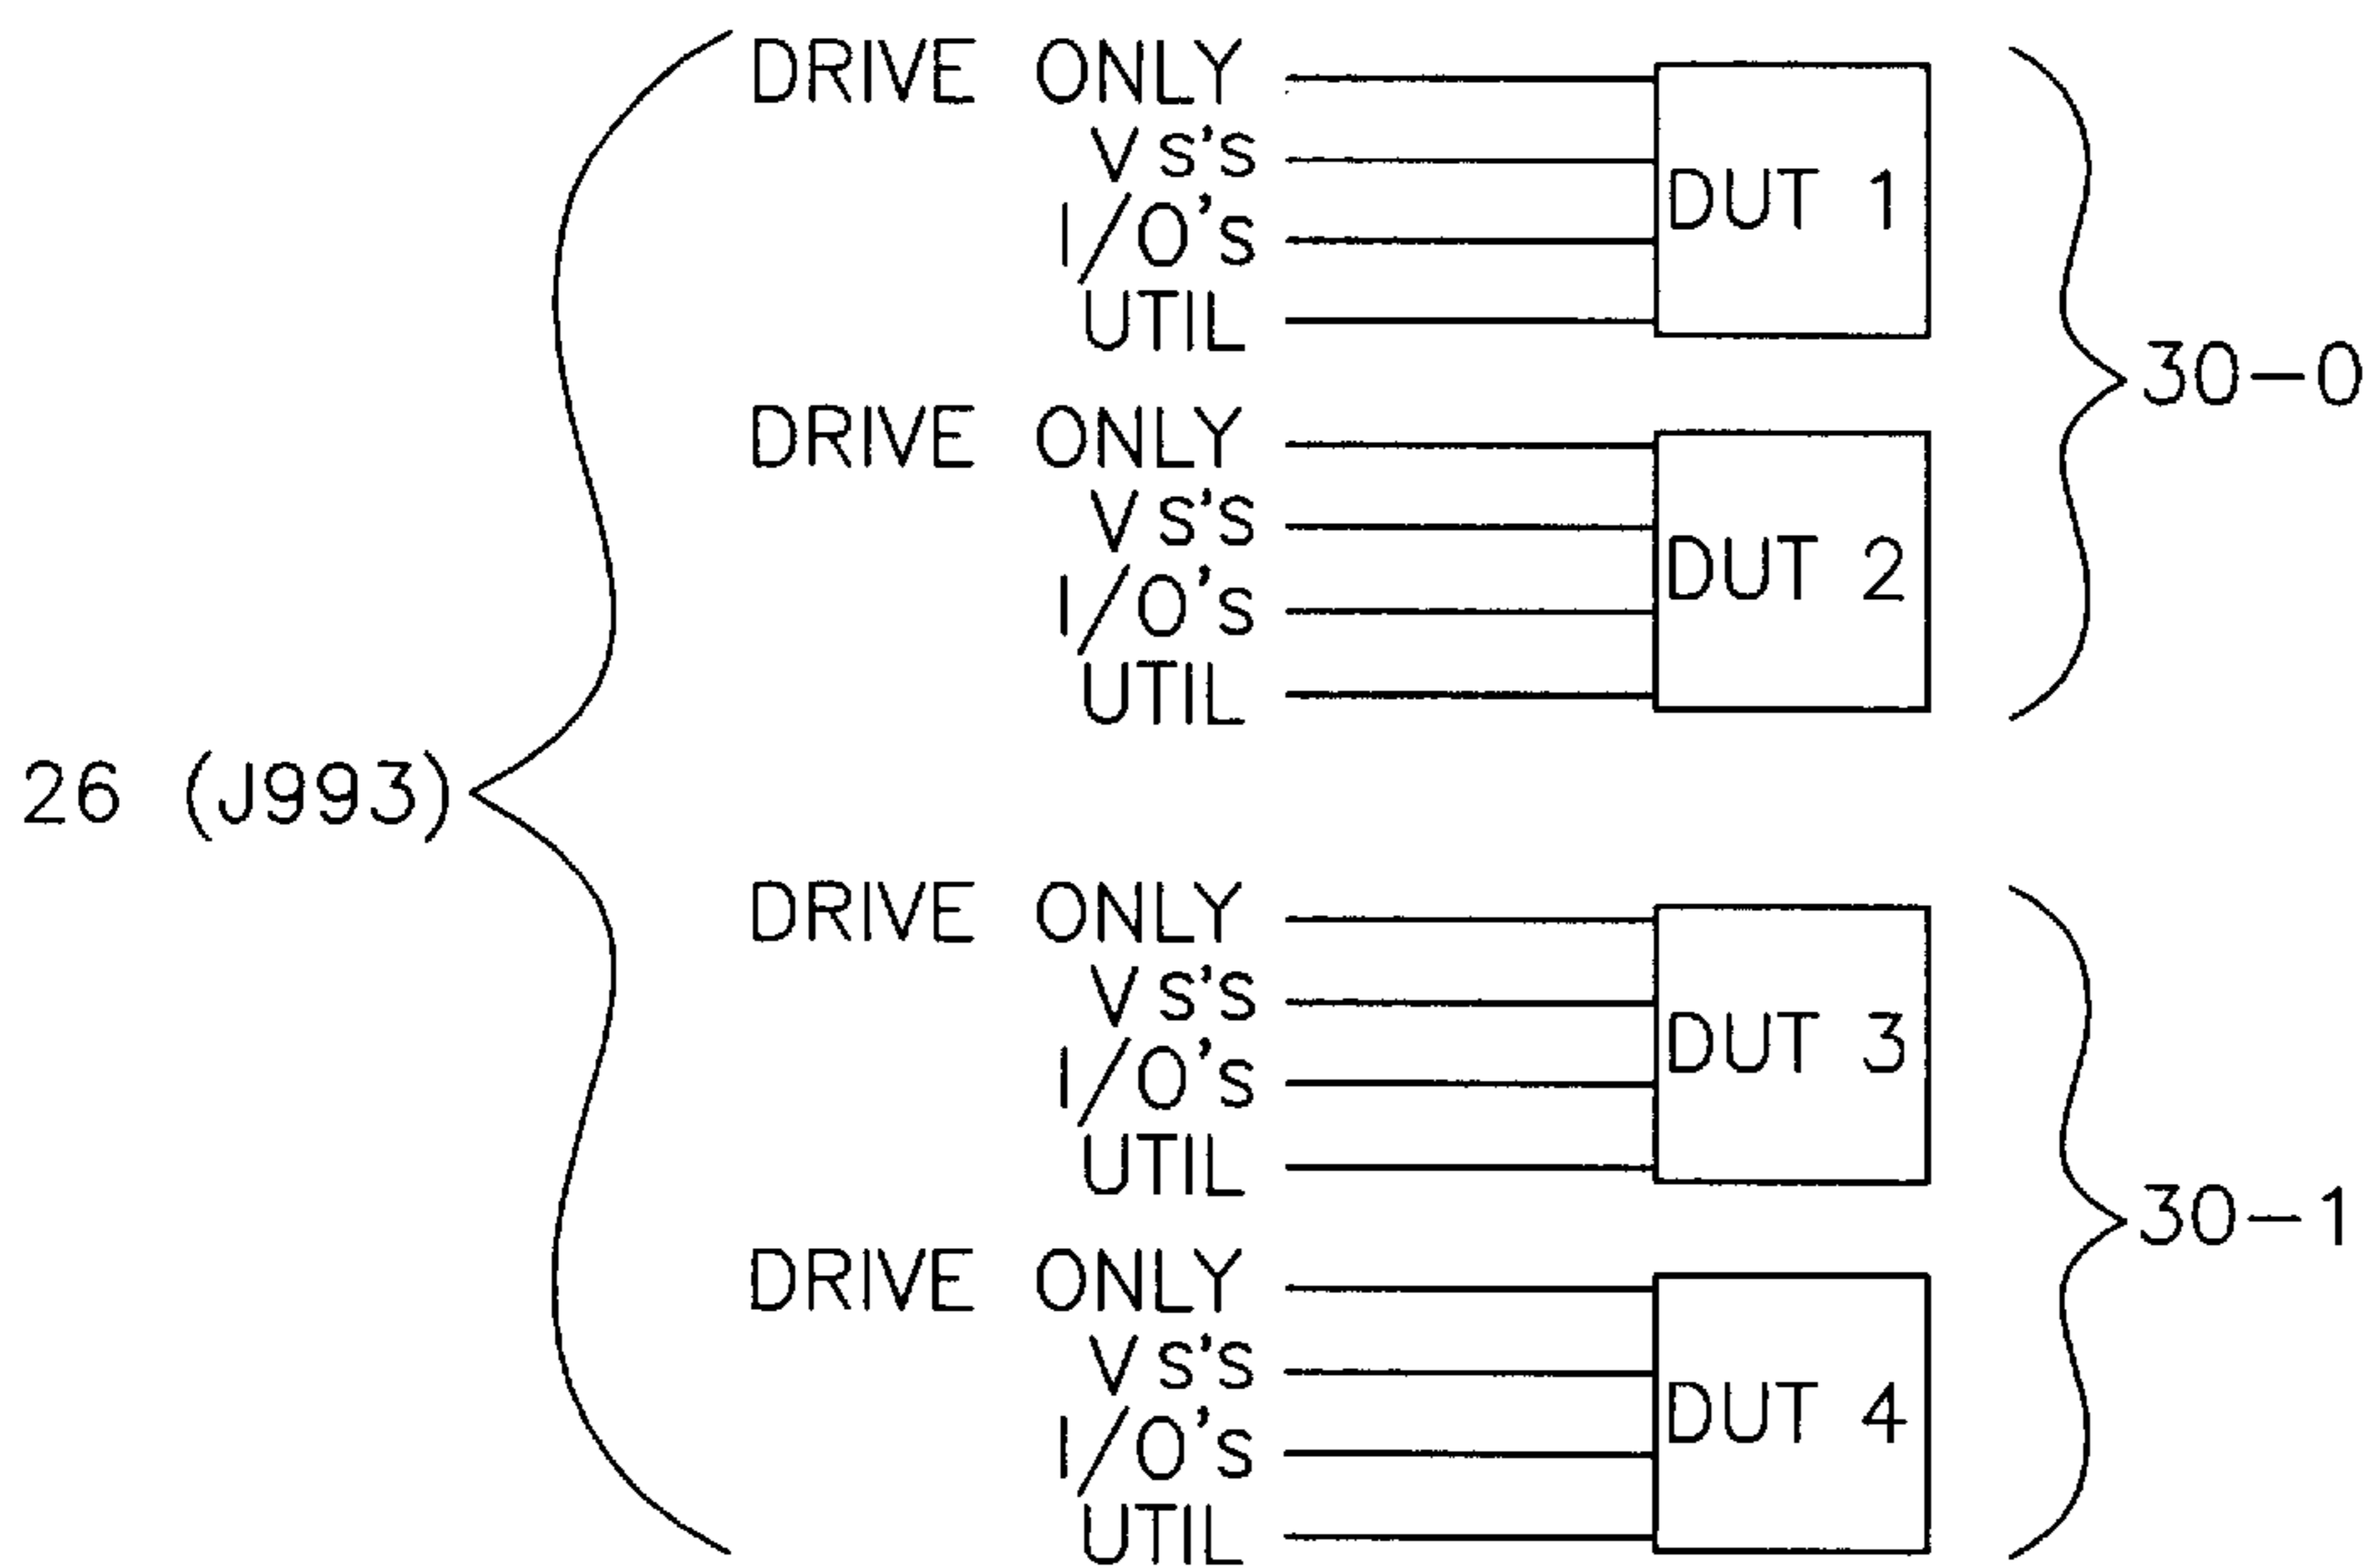 DRIVE ONLY
V s's
I/O's
UTIL
DUT 1
DRIVE ONLY
V s's
I/O's
UTIL
DUT 2
30-0
26 (J993)
DRIVE ONLY
V s's
I/O's
UTIL
DUT 3
DRIVE ONLY
V s's
I/O's
UTIL
DUT 4
30-1